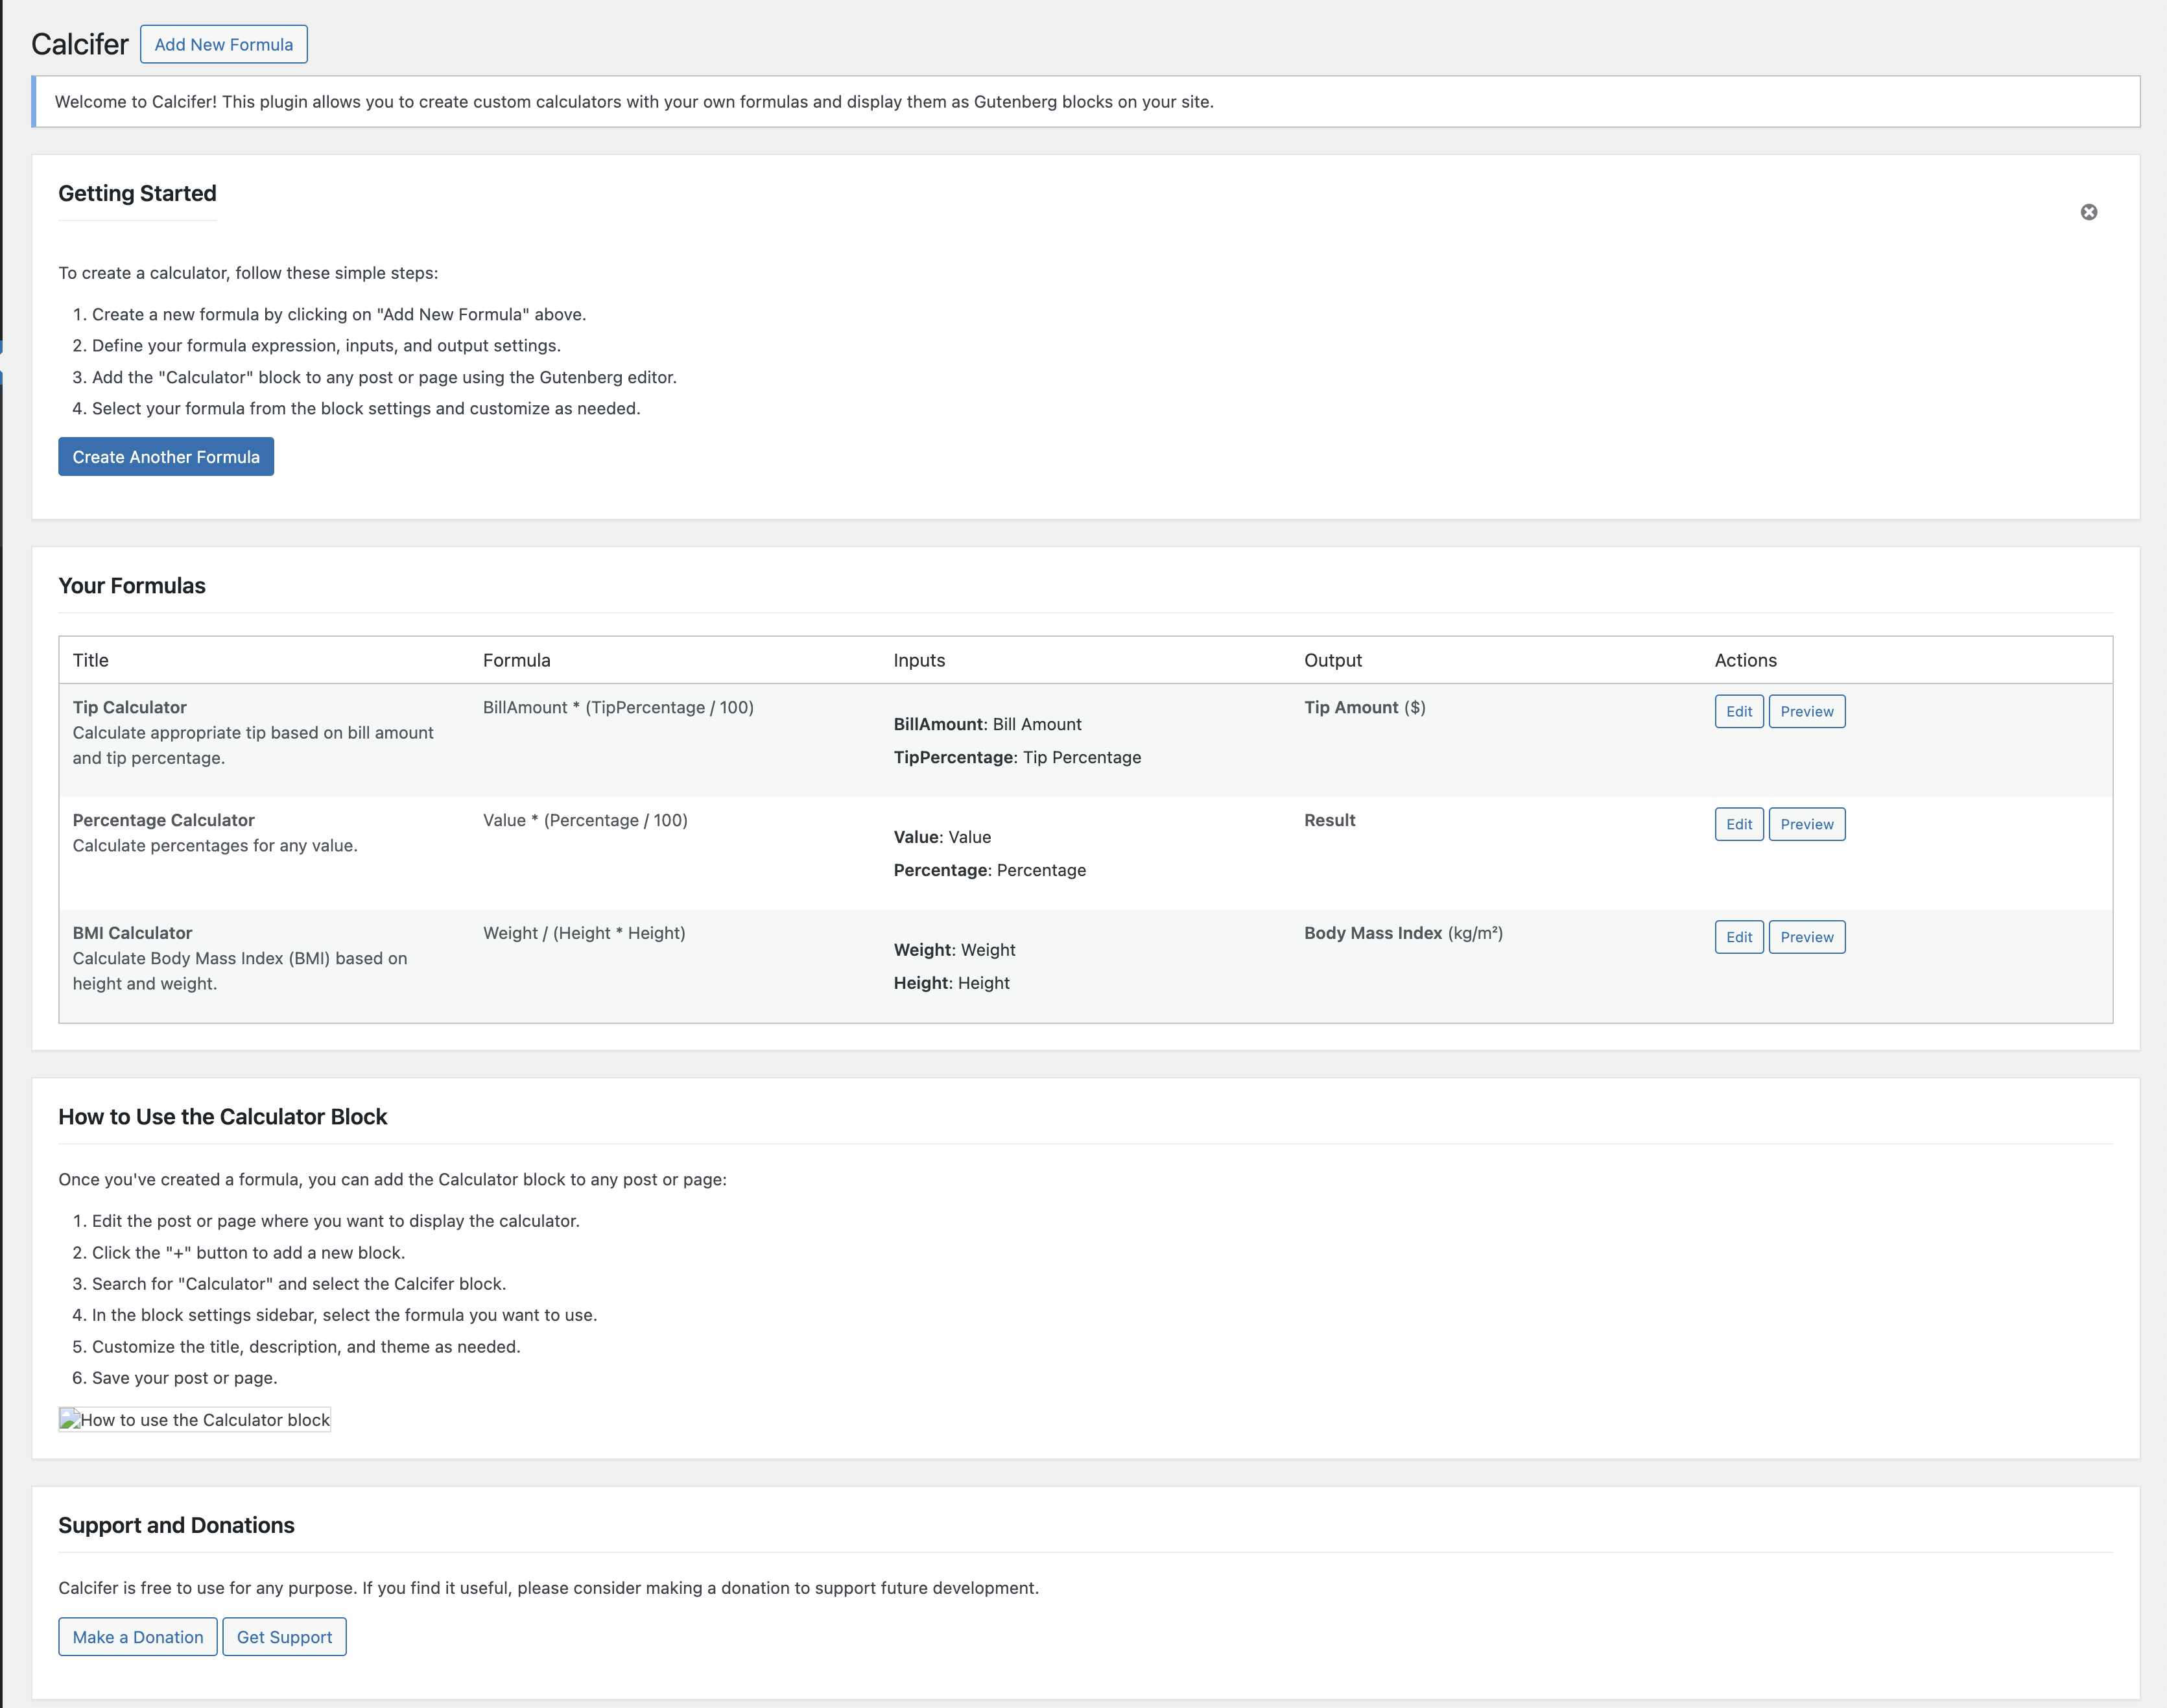 Calcifer
Add New Formula
Welcome to Calcifer! This plugin allows you to create custom calculators with your own formulas and display them as Gutenberg blocks on your site.
Getting Started
To create a calculator, follow these simple steps:
1. Create a new formula by clicking on "Add New Formula" above.
2. Define your formula expression, inputs, and output settings.
3. Add the "Calculator" block to any post or page using the Gutenberg editor.
4. Select your formula from the block settings and customize as needed.
Create Another Formula
Your Formulas
Title Formula Inputs Output Actions
Tip Calculator
Calculate appropriate tip based on bill amount
and tip percentage.
BillAmount * (TipPercentage / 100)
BillAmount: Bill Amount
TipPercentage: Tip Percentage
Tip Amount ($)
Edit Preview
Percentage Calculator
Calculate percentages for any value.
Value * (Percentage / 100)
Value: Value
Percentage: Percentage
Result
Edit Preview
BMI Calculator
Calculate Body Mass Index (BMI) based on
height and weight.
Weight / (Height * Height)
Weight: Weight
Height: Height
Body Mass Index (kg/m²)
Edit Preview
How to Use the Calculator Block
Once you've created a formula, you can add the Calculator block to any post or page:
1. Edit the post or page where you want to display the calculator.
2. Click the "+" button to add a new block.
3. Search for "Calculator" and select the Calcifer block.
4. In the block settings sidebar, select the formula you want to use.
5. Customize the title, description, and theme as needed.
6. Save your post or page.
How to use the Calculator block
Support and Donations
Calcifer is free to use for any purpose. If you find it useful, please consider making a donation to support future development.
Make a Donation Get Support